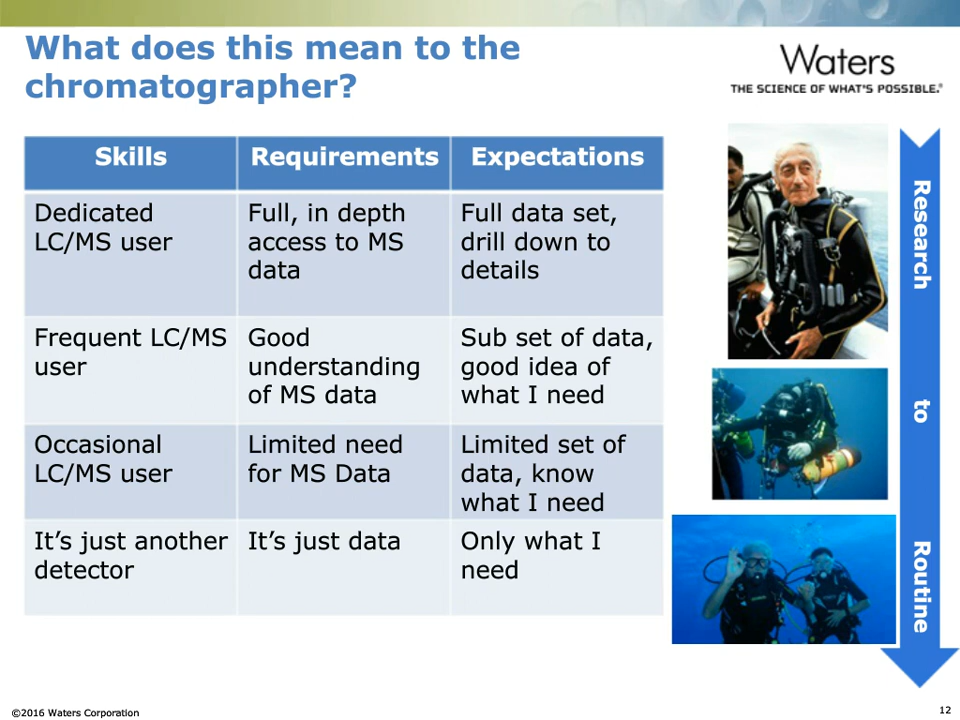 What does this mean to the
chromatographer?
Waters
THE SCIENCE OF WHAT'S POSSIBLE.®
Skills
Requirements
Expectations
Dedicated
LC/MS user
Full, in depth
access to MS
data
Full data set,
drill down to
details
Frequent LC/MS
user
Good
understanding
of MS data
Sub set of data,
good idea of
what I need
Occasional
LC/MS user
Limited need
for MS Data
Limited set of
data, know
what I need
It’s just another
detector
It’s just data
Only what I
need
Research
to
Routine
©2016 Waters Corporation
12